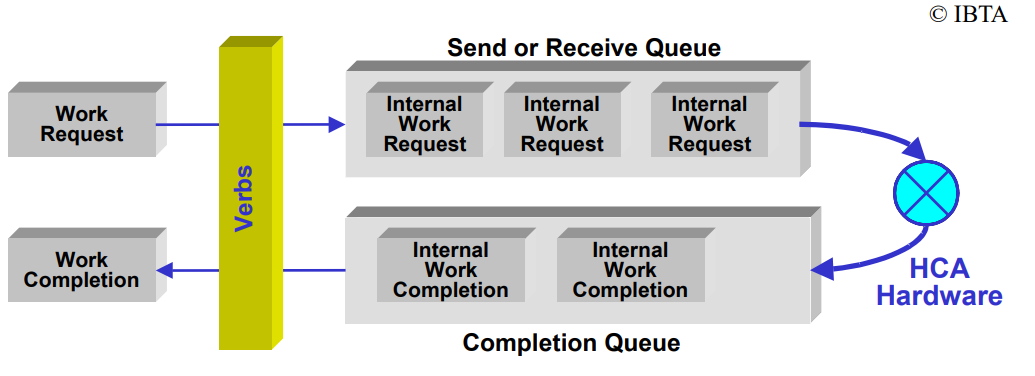 © IBTA
Send or Receive Queue
Work
Request
Internal
Work
Request
Internal
Work
Request
Internal
Work
Request
Verbs
Work
Completion
Internal
Work
Completion
Internal
Work
Completion
HCA
Hardware
Completion Queue